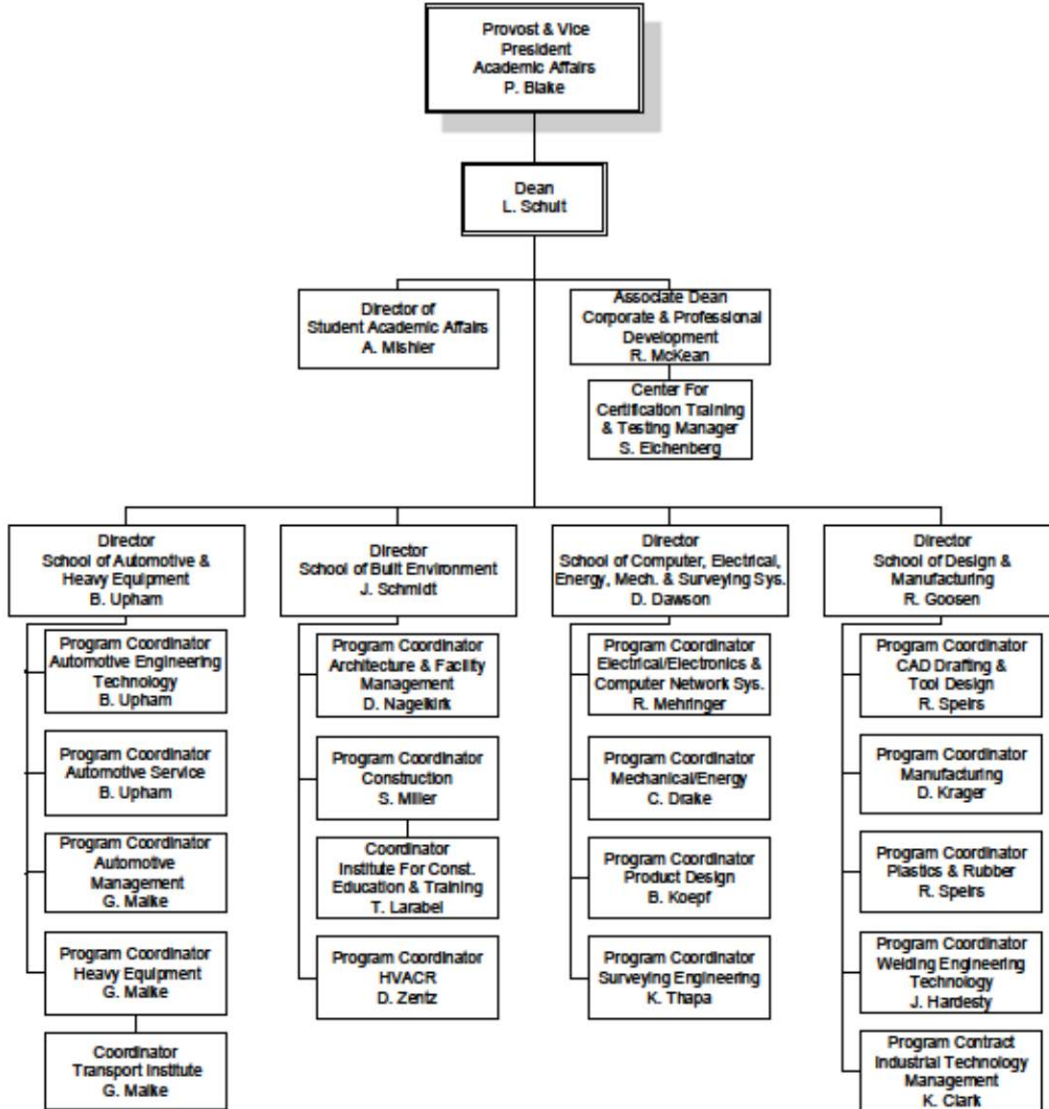 Provost & Vice
President
Academic Affairs
P. Blake
Dean
L. Schult
Director of
Student Academic Affairs
A. Mishler
Associate Dean
Corporate & Professional
Development
R. McKean
Center For
Certification Training
& Testing Manager
S. Eichenberg
Director
School of Automotive &
Heavy Equipment
B. Upham
Program Coordinator
Automotive Engineering
Technology
B. Upham
Program Coordinator
Automotive Service
B. Upham
Program Coordinator
Automotive
Management
G. Maike
Program Coordinator
Heavy Equipment
G. Maike
Coordinator
Transport Institute
G. Maike
Director
School of Built Environment
J. Schmidt
Program Coordinator
Architecture & Facility
Management
D. Nagelkirk
Program Coordinator
Construction
S. Miller
Coordinator
Institute For Const.
Education & Training
T. Larabel
Program Coordinator
HVACR
D. Zentz
Director
School of Computer, Electrical,
Energy, Mech. & Surveying Sys.
D. Dawson
Program Coordinator
Electrical/Electronics &
Computer Network Sys.
R. Mehringer
Program Coordinator
Mechanical/Energy
C. Drake
Program Coordinator
Product Design
B. Koepf
Program Coordinator
Surveying Engineering
K. Thapa
Director
School of Design &
Manufacturing
R. Goosen
Program Coordinator
CAD Drafting &
Tool Design
R. Speirs
Program Coordinator
Manufacturing
D. Krager
Program Coordinator
Plastics & Rubber
R. Speirs
Program Coordinator
Welding Engineering
Technology
J. Hardesty
Program Contract
Industrial Technology
Management
K. Clark